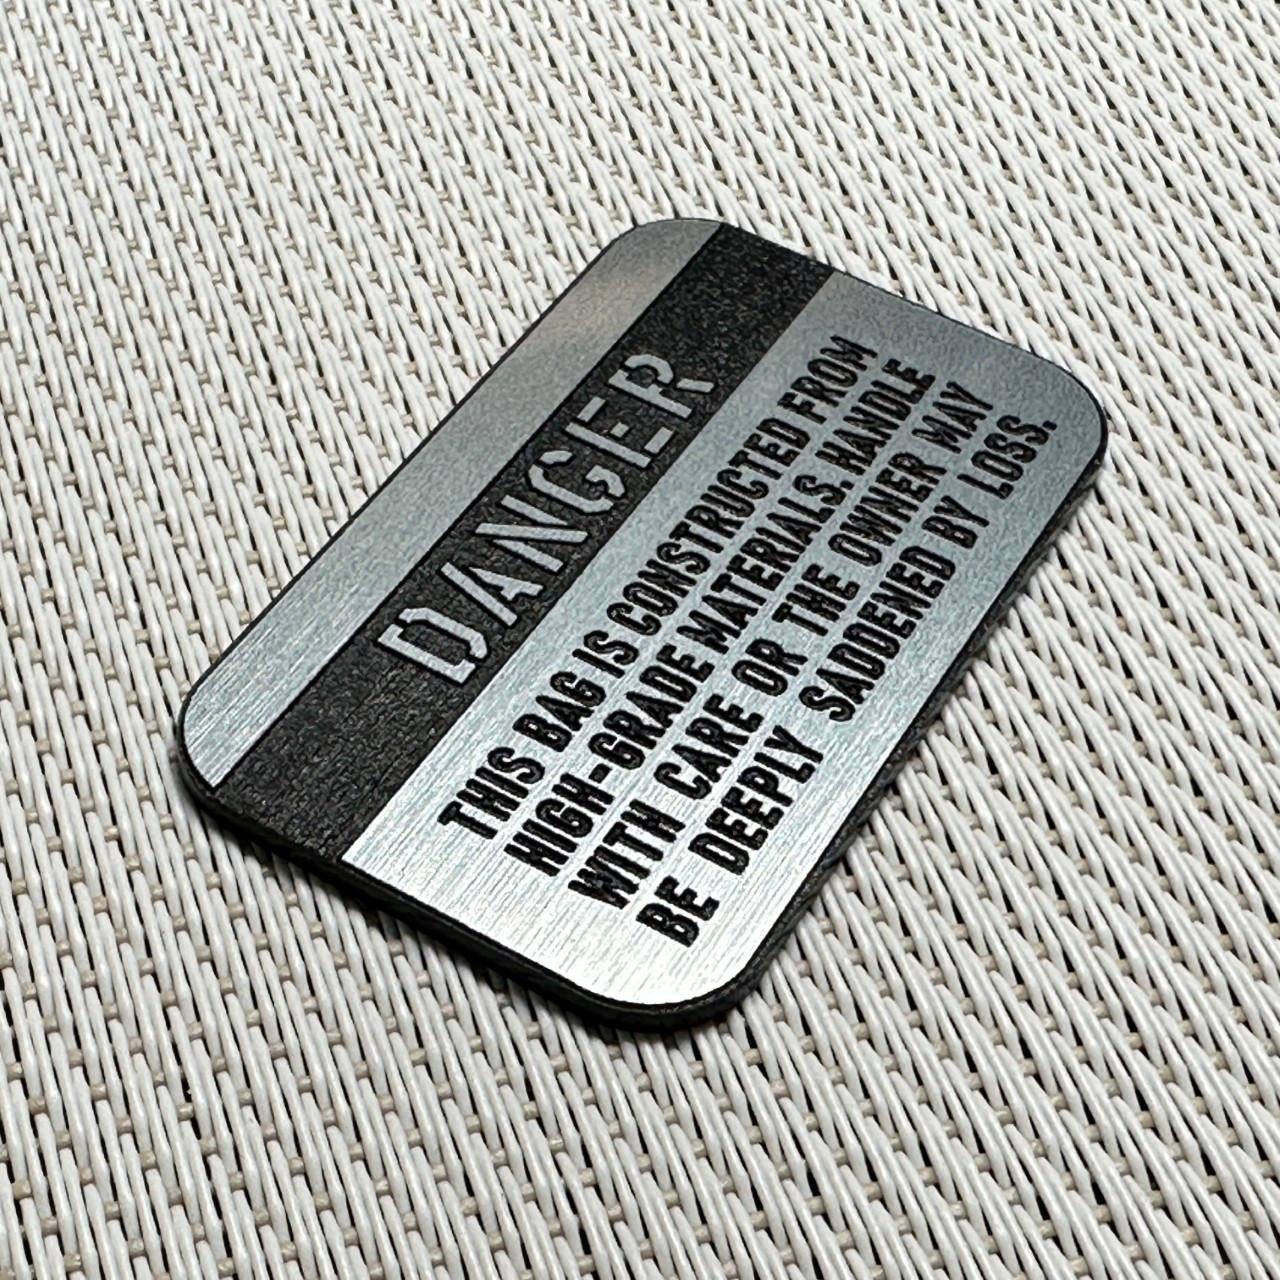 DANGER
THIS BAG IS CONSTRUCTED FROM
HIGH-GRADE MATERIALS. HANDLE
WITH CARE OR THE OWNER MAY
BE DEEPLY SADDENED BY LOSS.